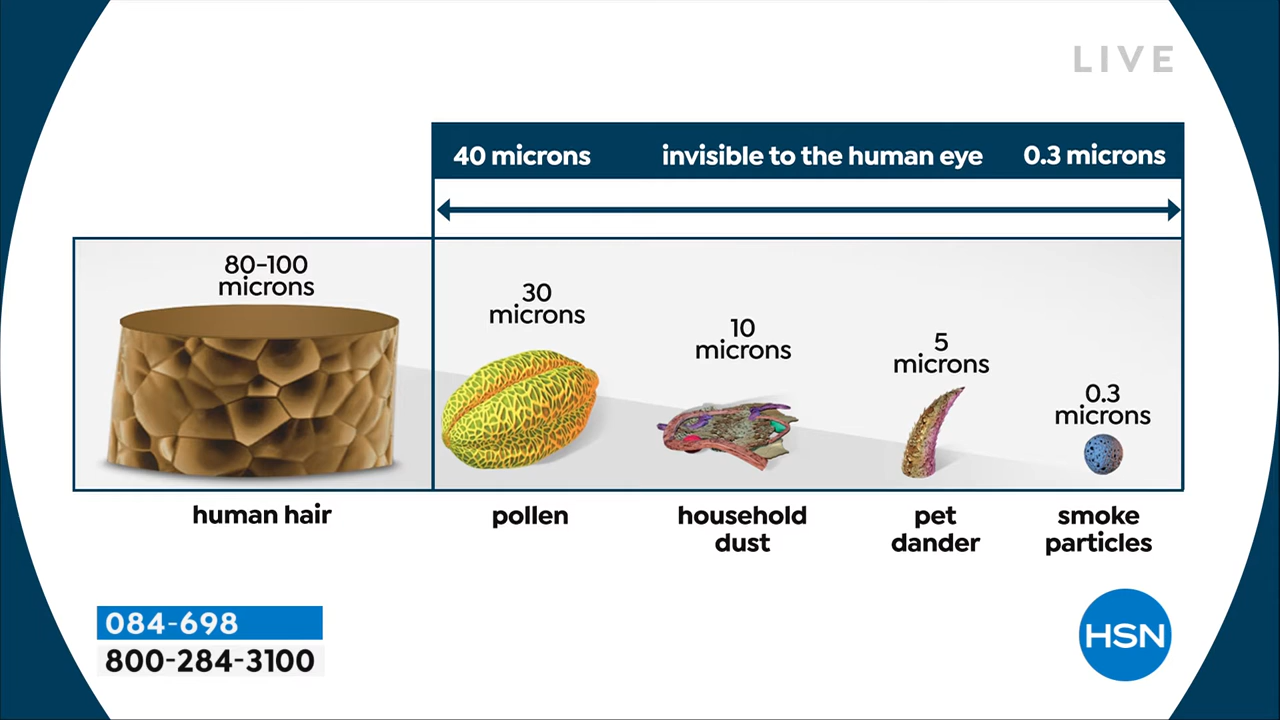 LIVE
40 microns invisible to the human eye 0.3 microns
80-100
microns
30
microns
10
microns
5
microns
0.3
microns
human hair
pollen
household
dust
pet
dander
smoke
particles
084-698
800-284-3100
HSN